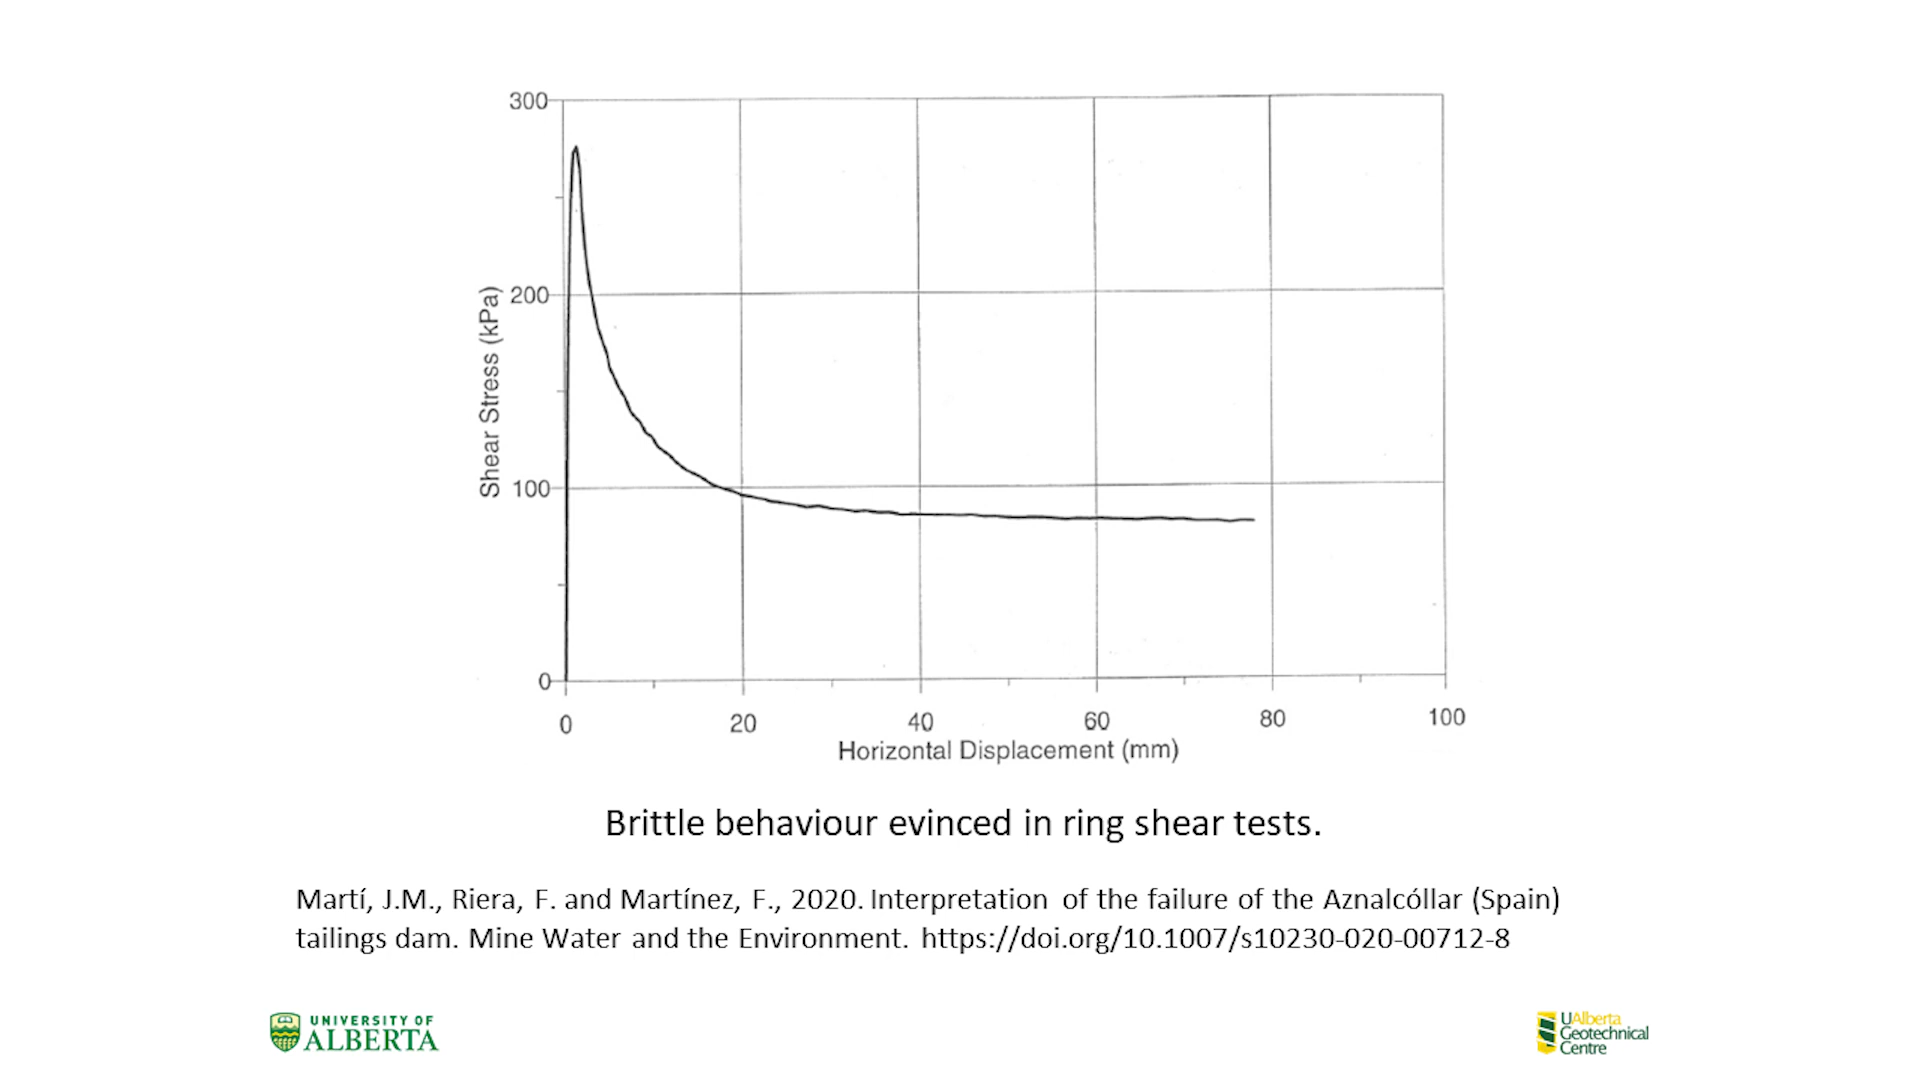 300
200
100
0
Shear Stress (kPa)
0 20 40 60 80 100
Horizontal Displacement (mm)
Brittle behaviour evinced in ring shear tests.
Martí, J.M., Riera, F. and Martínez, F., 2020. Interpretation of the failure of the Aznalcóllar (Spain)
tailings dam. Mine Water and the Environment. https://doi.org/10.1007/s10230-020-00712-8
UNIVERSITY OF
ALBERTA
UAlberta
Geotechnical
Centre